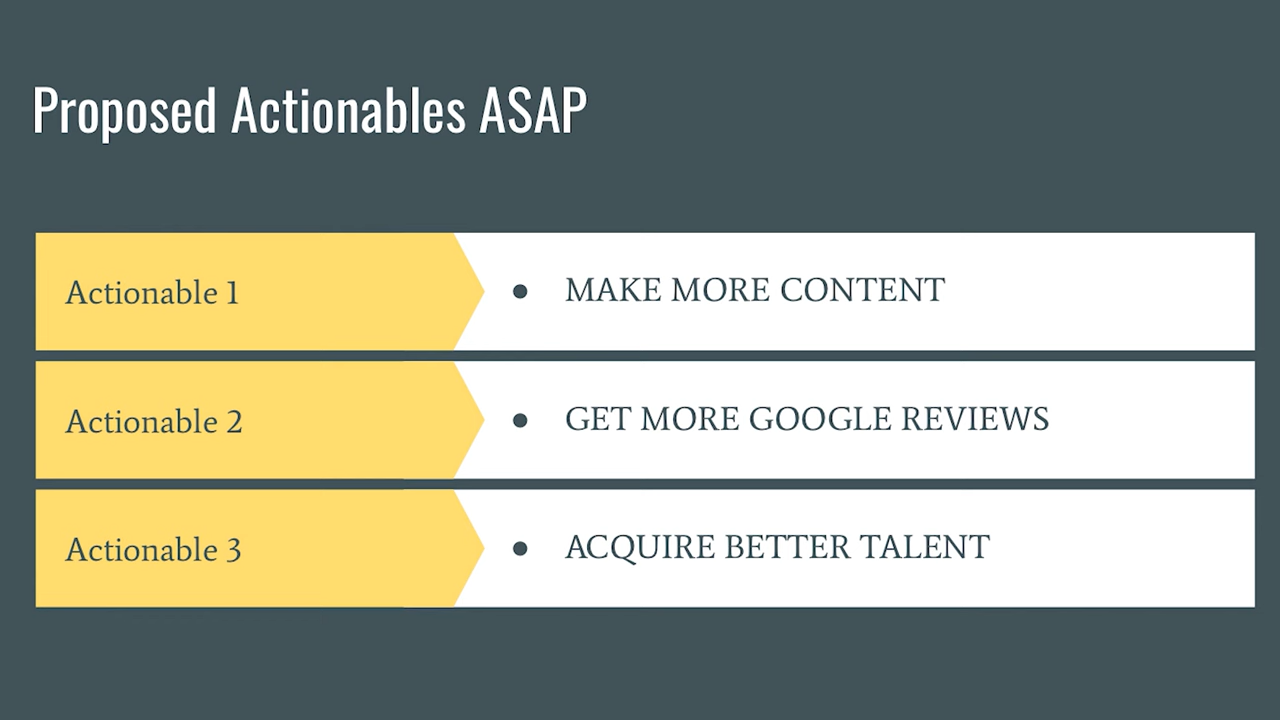 Proposed Actionables ASAP
Actionable 1
● MAKE MORE CONTENT
Actionable 2
● GET MORE GOOGLE REVIEWS
Actionable 3
● ACQUIRE BETTER TALENT